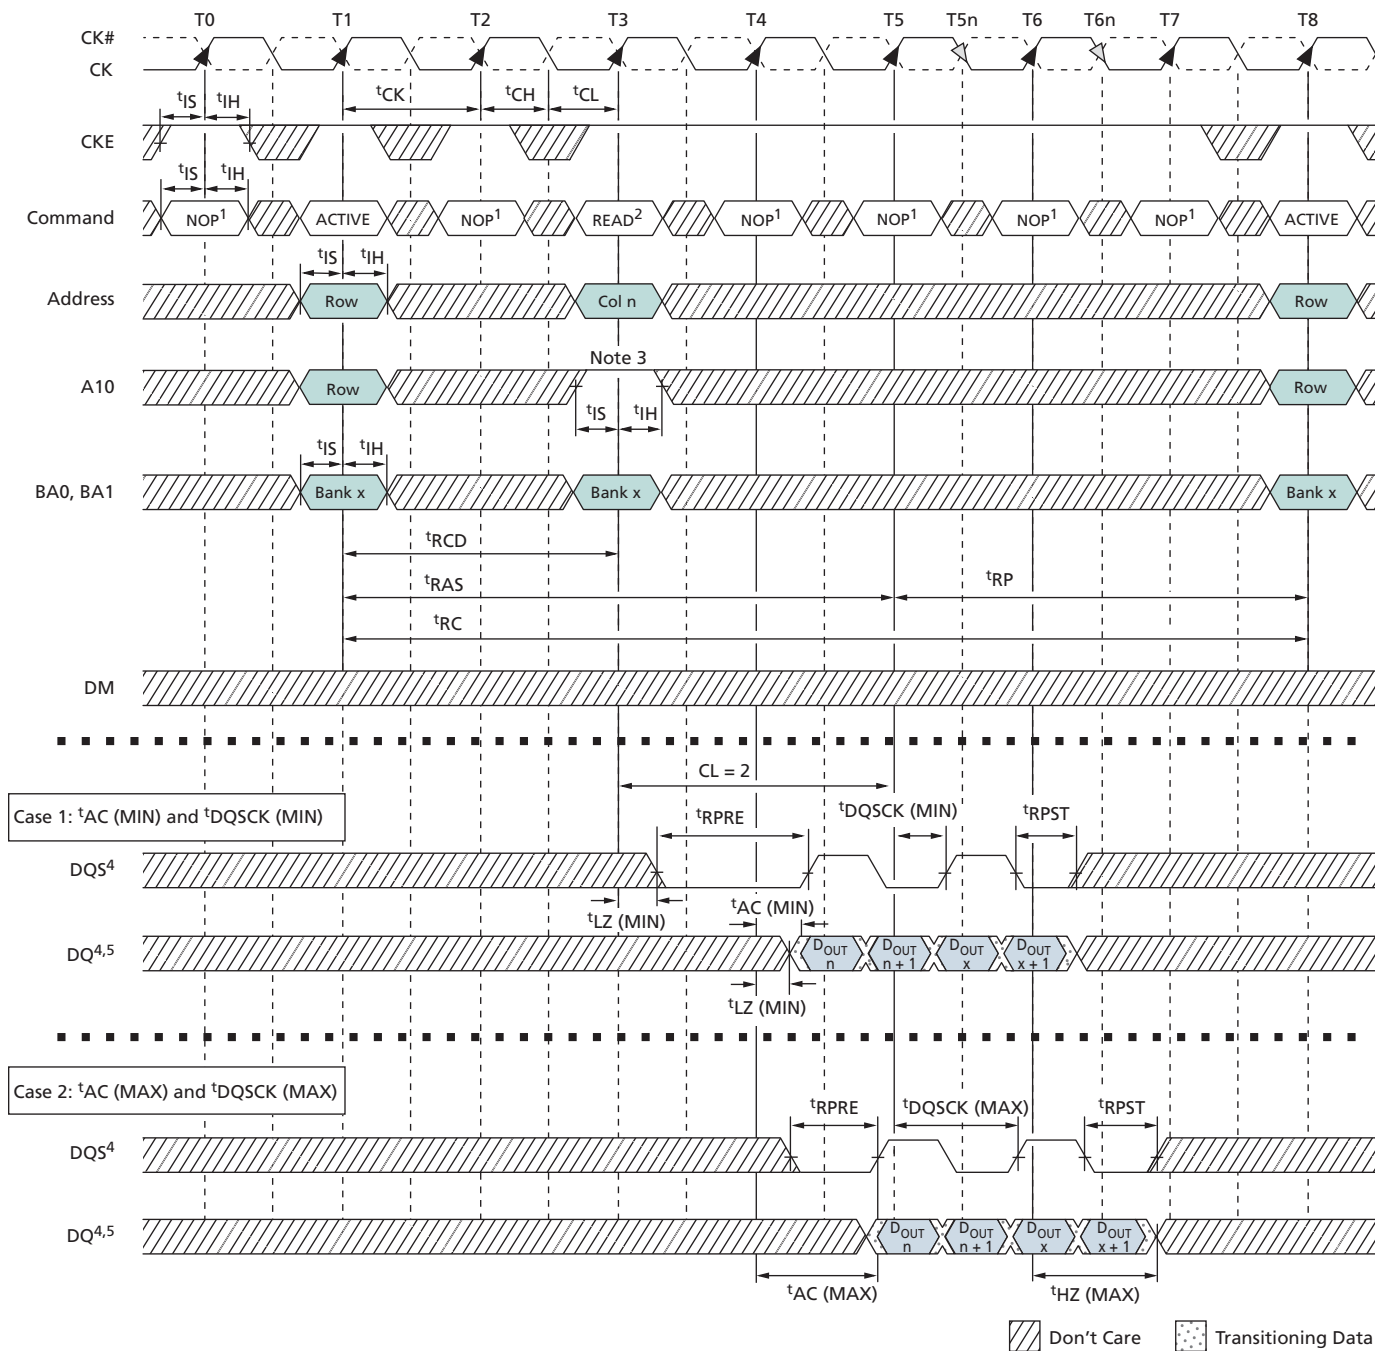 T0 T1 T2 T3 T4 T5 T5n T6 T6n T7 T8
CK#
CK
tIS tIH tCK tCH tCL
CKE
tIS tIH
Command NOP1 ACTIVE NOP1 READ2 NOP1 NOP1 NOP1 NOP1 ACTIVE
tIS tIH
Address Row Col n Row
Note 3
A10 Row Row
tIS tIH
tIS tIH
BA0, BA1 Bank x Bank x Bank x
tRCD
tRAS tRP
tRC
DM
CL = 2
Case 1: tAC (MIN) and tDQSCK (MIN)
tRPRE tDQSCK (MIN) tRPST
DQS4
tLZ (MIN) tAC (MIN)
DQ4,5 DOUT n DOUT n + 1 DOUT x DOUT x + 1
tLZ (MIN)
Case 2: tAC (MAX) and tDQSCK (MAX)
tRPRE tDQSCK (MAX) tRPST
DQS4
DQ4,5 DOUT n DOUT n + 1 DOUT x DOUT x + 1
tAC (MAX) tHZ (MAX)
Don't Care Transitioning Data